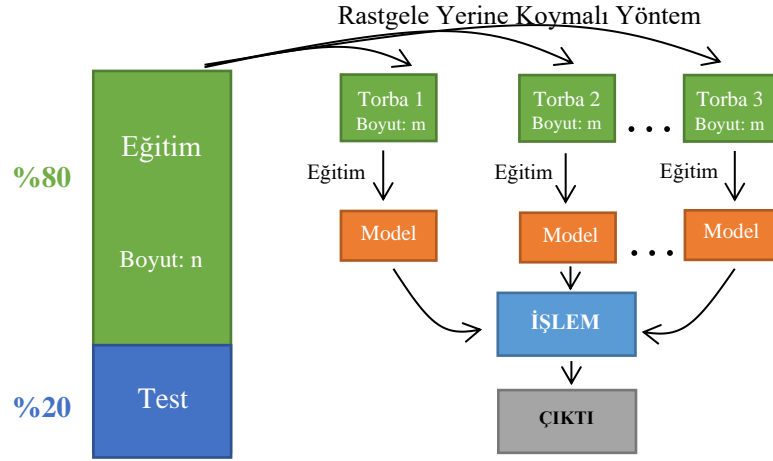 Rastgele Yerine Koymalı Yöntem
%80
Eğitim
Boyut: n
%20
Test
Torba 1
Boyut: m
Torba 2
Boyut: m
...
Torba 3
Boyut: m
Eğitim
Eğitim
Eğitim
Model
Model
...
Model
İŞLEM
ÇIKTI